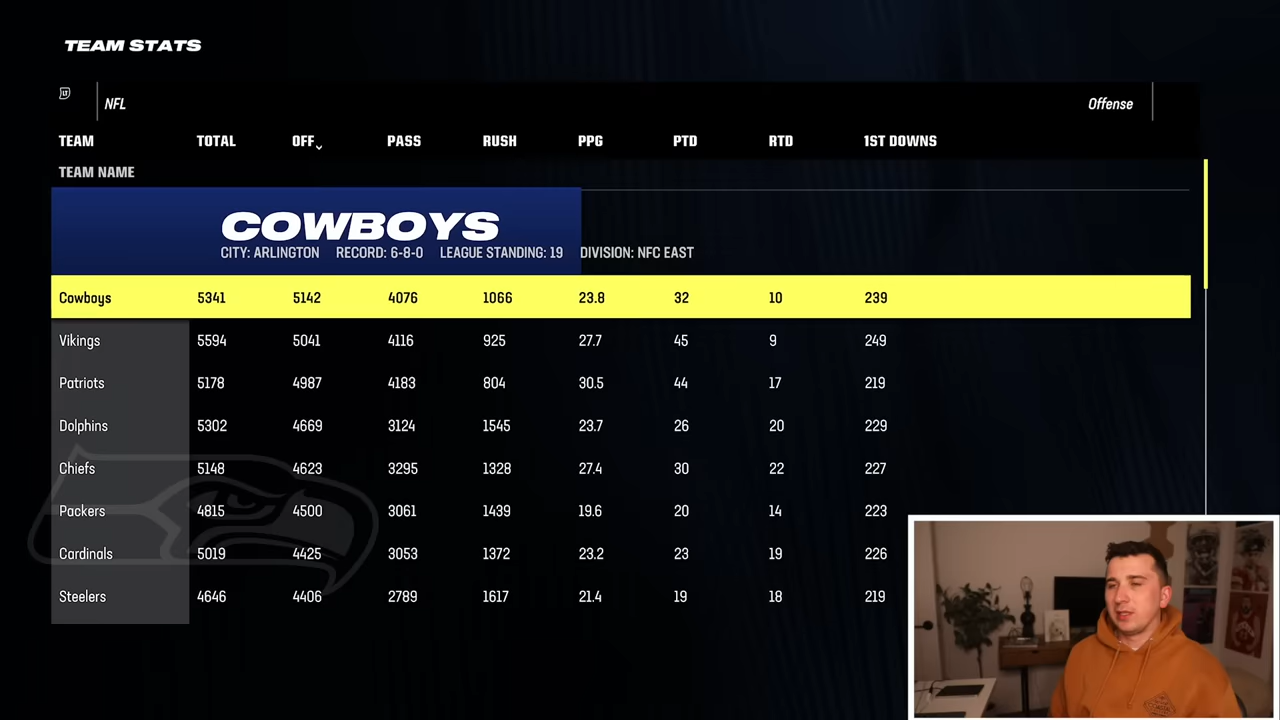 TEAM STATS
LT
NFL Offense
TEAM TOTAL OFF PASS RUSH PPG PTD RTD 1ST DOWNS
TEAM NAME
COWBOYS
CITY: ARLINGTON RECORD: 6-8-0 LEAGUE STANDING: 19 DIVISION: NFC EAST
Cowboys 5341 5142 4076 1066 23.8 32 10 239
Vikings 5594 5041 4116 925 27.7 45 9 249
Patriots 5178 4987 4183 804 30.5 44 17 219
Dolphins 5302 4669 3124 1545 23.7 26 20 229
Chiefs 5148 4623 3295 1328 27.4 30 22 227
Packers 4815 4500 3061 1439 19.6 20 14 223
Cardinals 5019 4425 3053 1372 23.2 23 19 226
Steelers 4646 4406 2789 1617 21.4 19 18 219